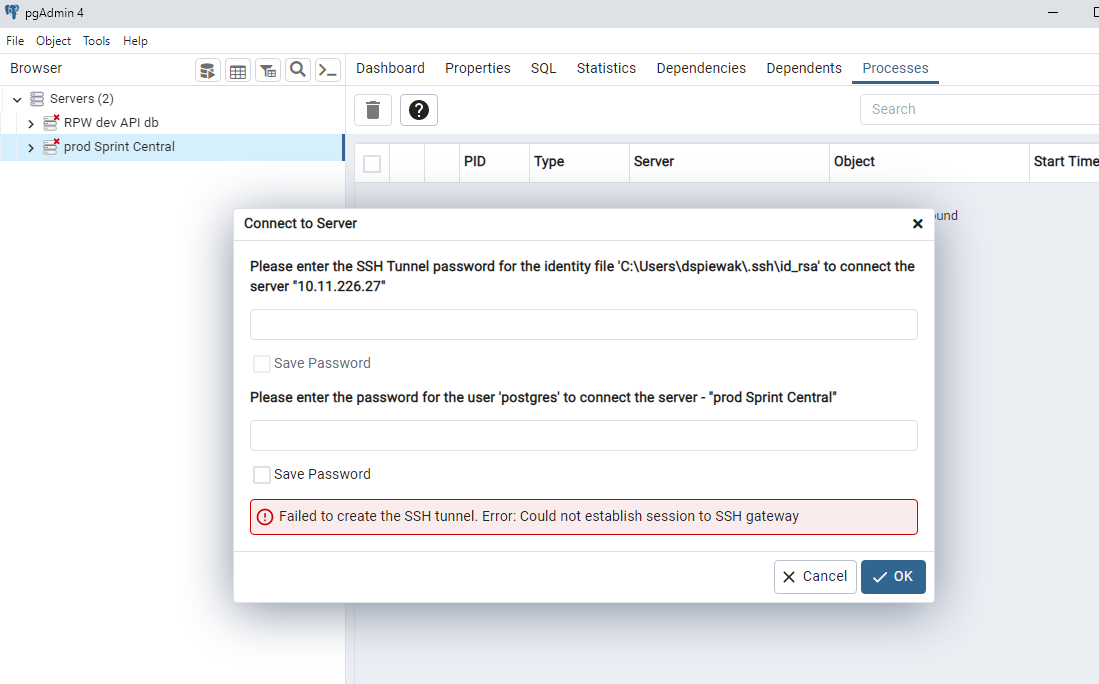 pgAdmin 4
File Object Tools Help
Browser
Dashboard Properties SQL Statistics Dependencies Dependents Processes
Servers (2)
RPW dev API db
prod Sprint Central
Search
PID Type Server Object Start Time
ound
Connect to Server
Please enter the SSH Tunnel password for the identity file 'C:\Users\dspiewak\.ssh\id_rsa' to connect the
server "10.11.226.27"
Save Password
Please enter the password for the user 'postgres' to connect the server - "prod Sprint Central"
Save Password
Failed to create the SSH tunnel. Error: Could not establish session to SSH gateway
Cancel OK